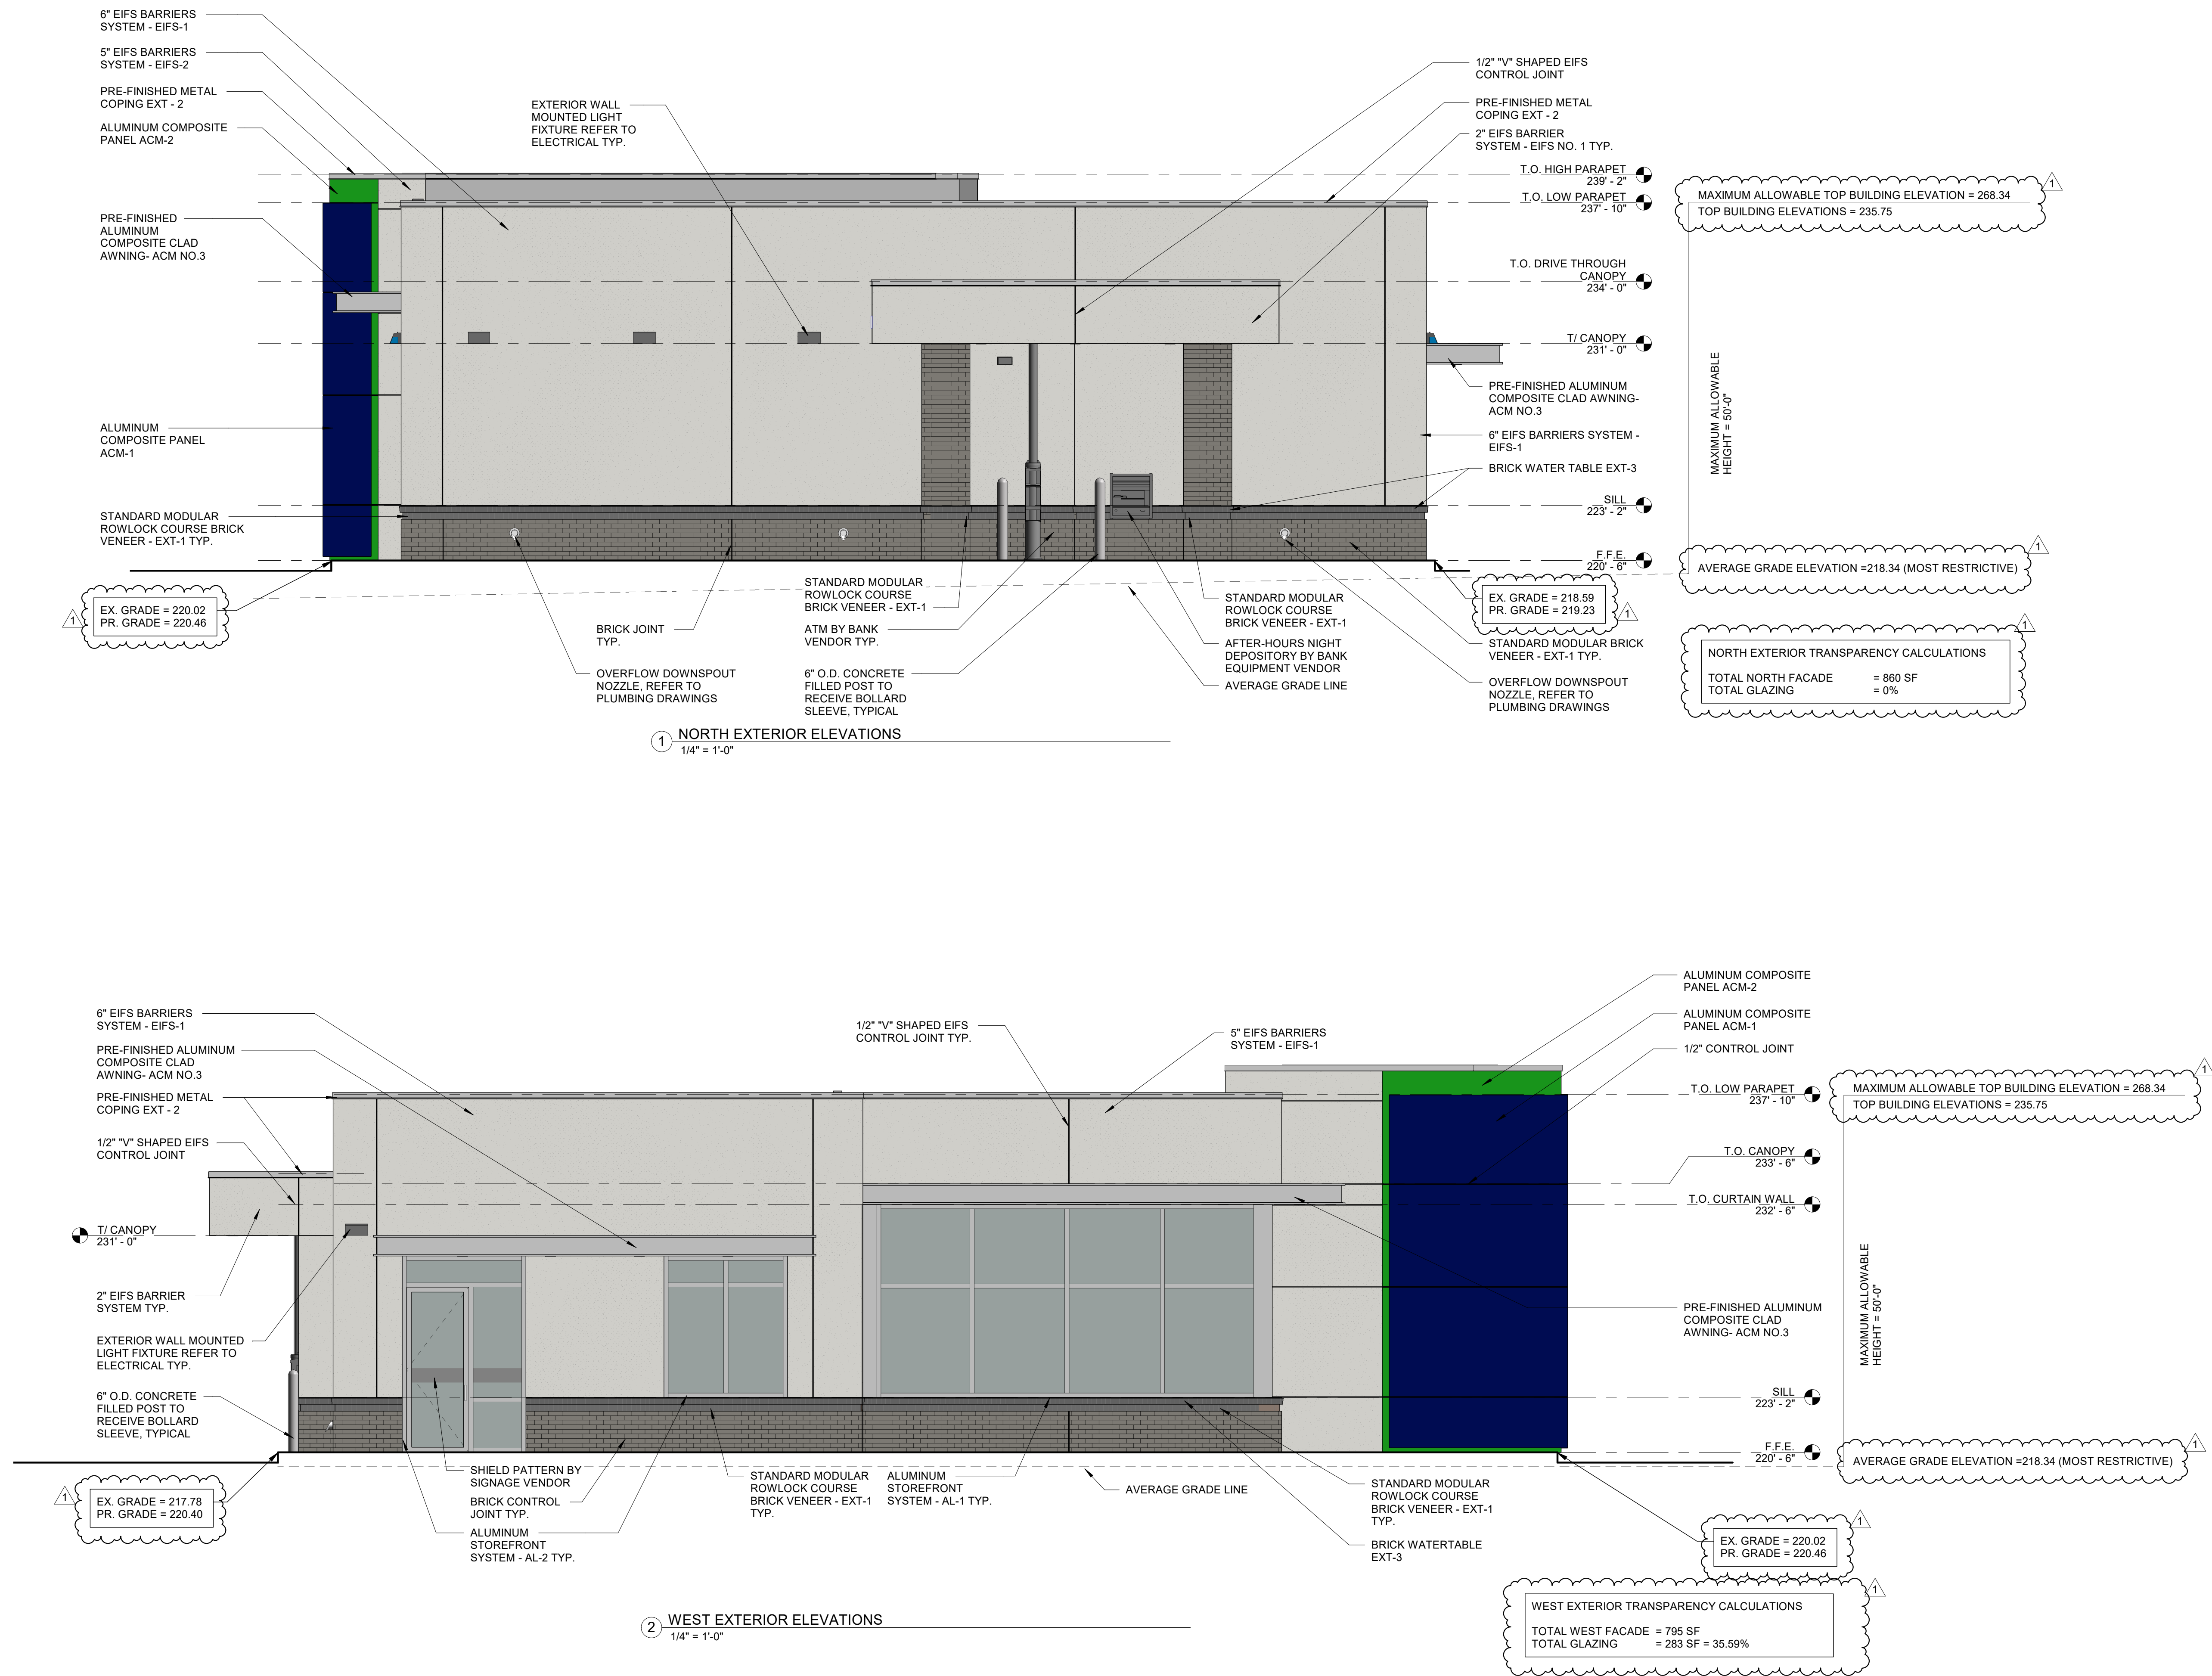 6" EIFS BARRIERS
SYSTEM - EIFS-1
5" EIFS BARRIERS
SYSTEM - EIFS-2
PRE-FINISHED METAL
COPING EXT - 2
ALUMINUM COMPOSITE
PANEL ACM-2
PRE-FINISHED
ALUMINUM
COMPOSITE CLAD
AWNING- ACM NO.3
ALUMINUM
COMPOSITE PANEL
ACM-1
STANDARD MODULAR
ROWLOCK COURSE BRICK
VENEER - EXT-1 TYP.
EXTERIOR WALL
MOUNTED LIGHT
FIXTURE REFER TO
ELECTRICAL TYP.
1/2" "V" SHAPED EIFS
CONTROL JOINT
PRE-FINISHED METAL
COPING EXT - 2
2" EIFS BARRIER
SYSTEM - EIFS NO. 1 TYP.
T.O. HIGH PARAPET
239' - 2"
T.O. LOW PARAPET
237' - 10"
T.O. DRIVE THROUGH
CANOPY
234' - 0"
T/ CANOPY
231' - 0"
PRE-FINISHED ALUMINUM
COMPOSITE CLAD AWNING-
ACM NO.3
6" EIFS BARRIERS SYSTEM -
EIFS-1
BRICK WATER TABLE EXT-3
SILL
223' - 2"
F.F.E.
220' - 6"
1
MAXIMUM ALLOWABLE TOP BUILDING ELEVATION = 268.34
TOP BUILDING ELEVATIONS = 235.75
MAXIMUM ALLOWABLE
HEIGHT = 50'-0"
1
AVERAGE GRADE ELEVATION =218.34 (MOST RESTRICTIVE)
1
EX. GRADE = 220.02
PR. GRADE = 220.46
BRICK JOINT
TYP.
OVERFLOW DOWNSPOUT
NOZZLE, REFER TO
PLUMBING DRAWINGS
STANDARD MODULAR
ROWLOCK COURSE
BRICK VENEER - EXT-1
ATM BY BANK
VENDOR TYP.
6" O.D. CONCRETE
FILLED POST TO
RECEIVE BOLLARD
SLEEVE, TYPICAL
STANDARD MODULAR
ROWLOCK COURSE
BRICK VENEER - EXT-1
AFTER-HOURS NIGHT
DEPOSITORY BY BANK
EQUIPMENT VENDOR
AVERAGE GRADE LINE
EX. GRADE = 218.59
PR. GRADE = 219.23
1
STANDARD MODULAR BRICK
VENEER - EXT-1 TYP.
OVERFLOW DOWNSPOUT
NOZZLE, REFER TO
PLUMBING DRAWINGS
1
NORTH EXTERIOR TRANSPARENCY CALCULATIONS
TOTAL NORTH FACADE = 860 SF
TOTAL GLAZING = 0%
1 NORTH EXTERIOR ELEVATIONS
1/4" = 1'-0"
6" EIFS BARRIERS
SYSTEM - EIFS-1
PRE-FINISHED ALUMINUM
COMPOSITE CLAD
AWNING- ACM NO.3
PRE-FINISHED METAL
COPING EXT - 2
1/2" "V" SHAPED EIFS
CONTROL JOINT
T/ CANOPY
231' - 0"
2" EIFS BARRIER
SYSTEM TYP.
EXTERIOR WALL MOUNTED
LIGHT FIXTURE REFER TO
ELECTRICAL TYP.
6" O.D. CONCRETE
FILLED POST TO
RECEIVE BOLLARD
SLEEVE, TYPICAL
1/2" "V" SHAPED EIFS
CONTROL JOINT TYP.
5" EIFS BARRIERS
SYSTEM - EIFS-1
ALUMINUM COMPOSITE
PANEL ACM-2
ALUMINUM COMPOSITE
PANEL ACM-1
1/2" CONTROL JOINT
T.O. LOW PARAPET
237' - 10"
T.O. CANOPY
233' - 6"
T.O. CURTAIN WALL
232' - 6"
PRE-FINISHED ALUMINUM
COMPOSITE CLAD
AWNING- ACM NO.3
SILL
223' - 2"
F.F.E.
220' - 6"
1
MAXIMUM ALLOWABLE TOP BUILDING ELEVATION = 268.34
TOP BUILDING ELEVATIONS = 235.75
MAXIMUM ALLOWABLE
HEIGHT = 50'-0"
1
AVERAGE GRADE ELEVATION =218.34 (MOST RESTRICTIVE)
1
EX. GRADE = 217.78
PR. GRADE = 220.40
SHIELD PATTERN BY
SIGNAGE VENDOR
BRICK CONTROL
JOINT TYP.
ALUMINUM
STOREFRONT
SYSTEM - AL-2 TYP.
STANDARD MODULAR
ROWLOCK COURSE
BRICK VENEER - EXT-1
TYP.
ALUMINUM
STOREFRONT
SYSTEM - AL-1 TYP.
AVERAGE GRADE LINE
STANDARD MODULAR
ROWLOCK COURSE
BRICK VENEER - EXT-1
TYP.
BRICK WATERTABLE
EXT-3
1
EX. GRADE = 220.02
PR. GRADE = 220.46
1
WEST EXTERIOR TRANSPARENCY CALCULATIONS
TOTAL WEST FACADE = 795 SF
TOTAL GLAZING = 283 SF = 35.59%
2 WEST EXTERIOR ELEVATIONS
1/4" = 1'-0"